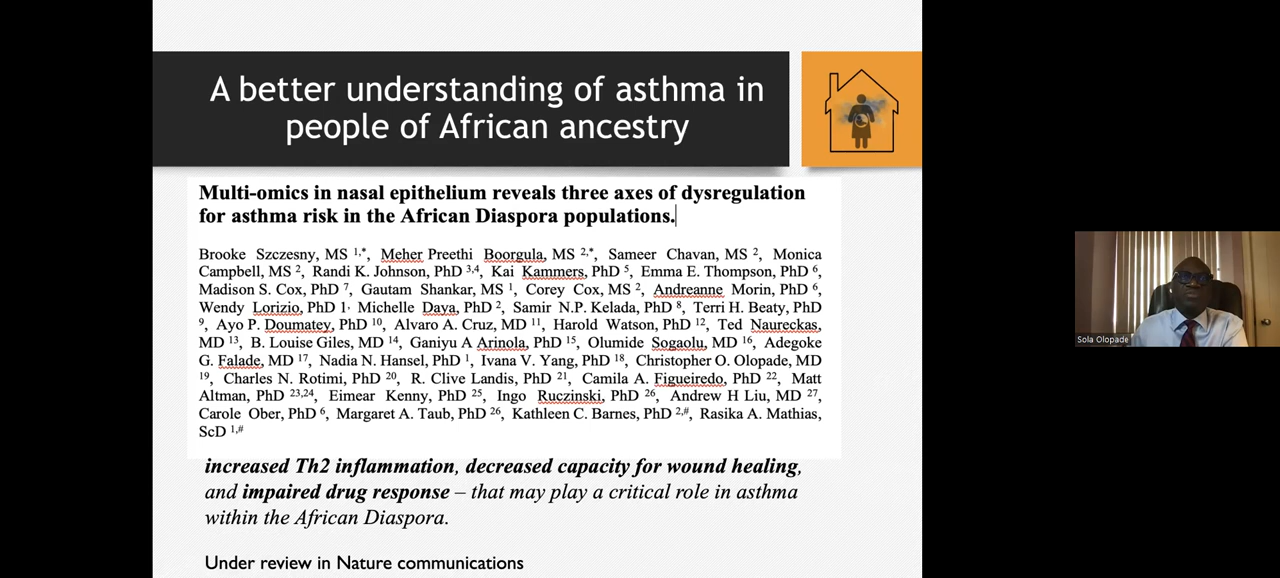 A better understanding of asthma in
people of African ancestry
Multi-omics in nasal epithelium reveals three axes of dysregulation
for asthma risk in the African Diaspora populations.
Brooke Szczesny, MS 1,*, Meher Preethi Boorgula, MS 2,*, Sameer Chavan, MS 2, Monica
Campbell, MS 2, Randi K. Johnson, PhD 3,4, Kai Kammers, PhD 5, Emma E. Thompson, PhD 6,
Madison S. Cox, PhD 7, Gautam Shankar, MS 1, Corey Cox, MS 2, Andreanne Morin, PhD 6,
Wendy Lorizio, PhD 1, Michelle Daya, PhD 2, Samir N.P. Kelada, PhD 8, Terri H. Beaty, PhD
9, Ayo P. Doumatey, PhD 10, Alvaro A. Cruz, MD 11, Harold Watson, PhD 12, Ted Naureckas,
MD 13, B. Louise Giles, MD 14, Ganiyu A Arinola, PhD 15, Olumide Sogaolu, MD 16, Adegoke
G. Falade, MD 17, Nadia N. Hansel, PhD 1, Ivana V. Yang, PhD 18, Christopher O. Olopade, MD
19, Charles N. Rotimi, PhD 20, R. Clive Landis, PhD 21, Camila A. Figueiredo, PhD 22, Matt
Altman, PhD 23,24, Eimear Kenny, PhD 25, Ingo Ruczinski, PhD 26, Andrew H Liu, MD 27,
Carole Ober, PhD 6, Margaret A. Taub, PhD 26, Kathleen C. Barnes, PhD 2,#, Rasika A. Mathias,
ScD 1,#
increased Th2 inflammation, decreased capacity for wound healing,
and impaired drug response – that may play a critical role in asthma
within the African Diaspora.
Under review in Nature communications
Sola Olopade